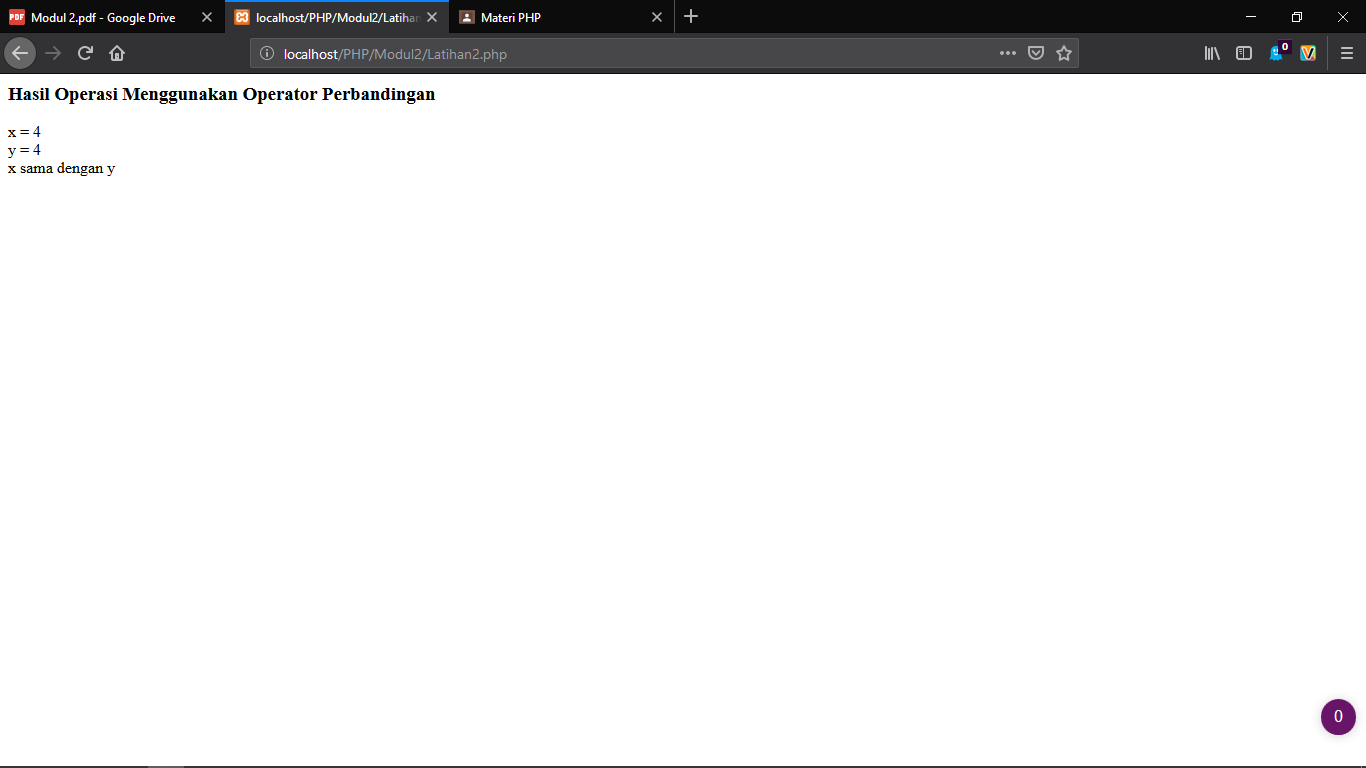 PDF Modul 2.pdf - Google Drive
localhost/PHP/Modul2/Latihan
Materi PHP
localhost/PHP/Modul2/Latihan2.php
0
Hasil Operasi Menggunakan Operator Perbandingan
x = 4
y = 4
x sama dengan y
0